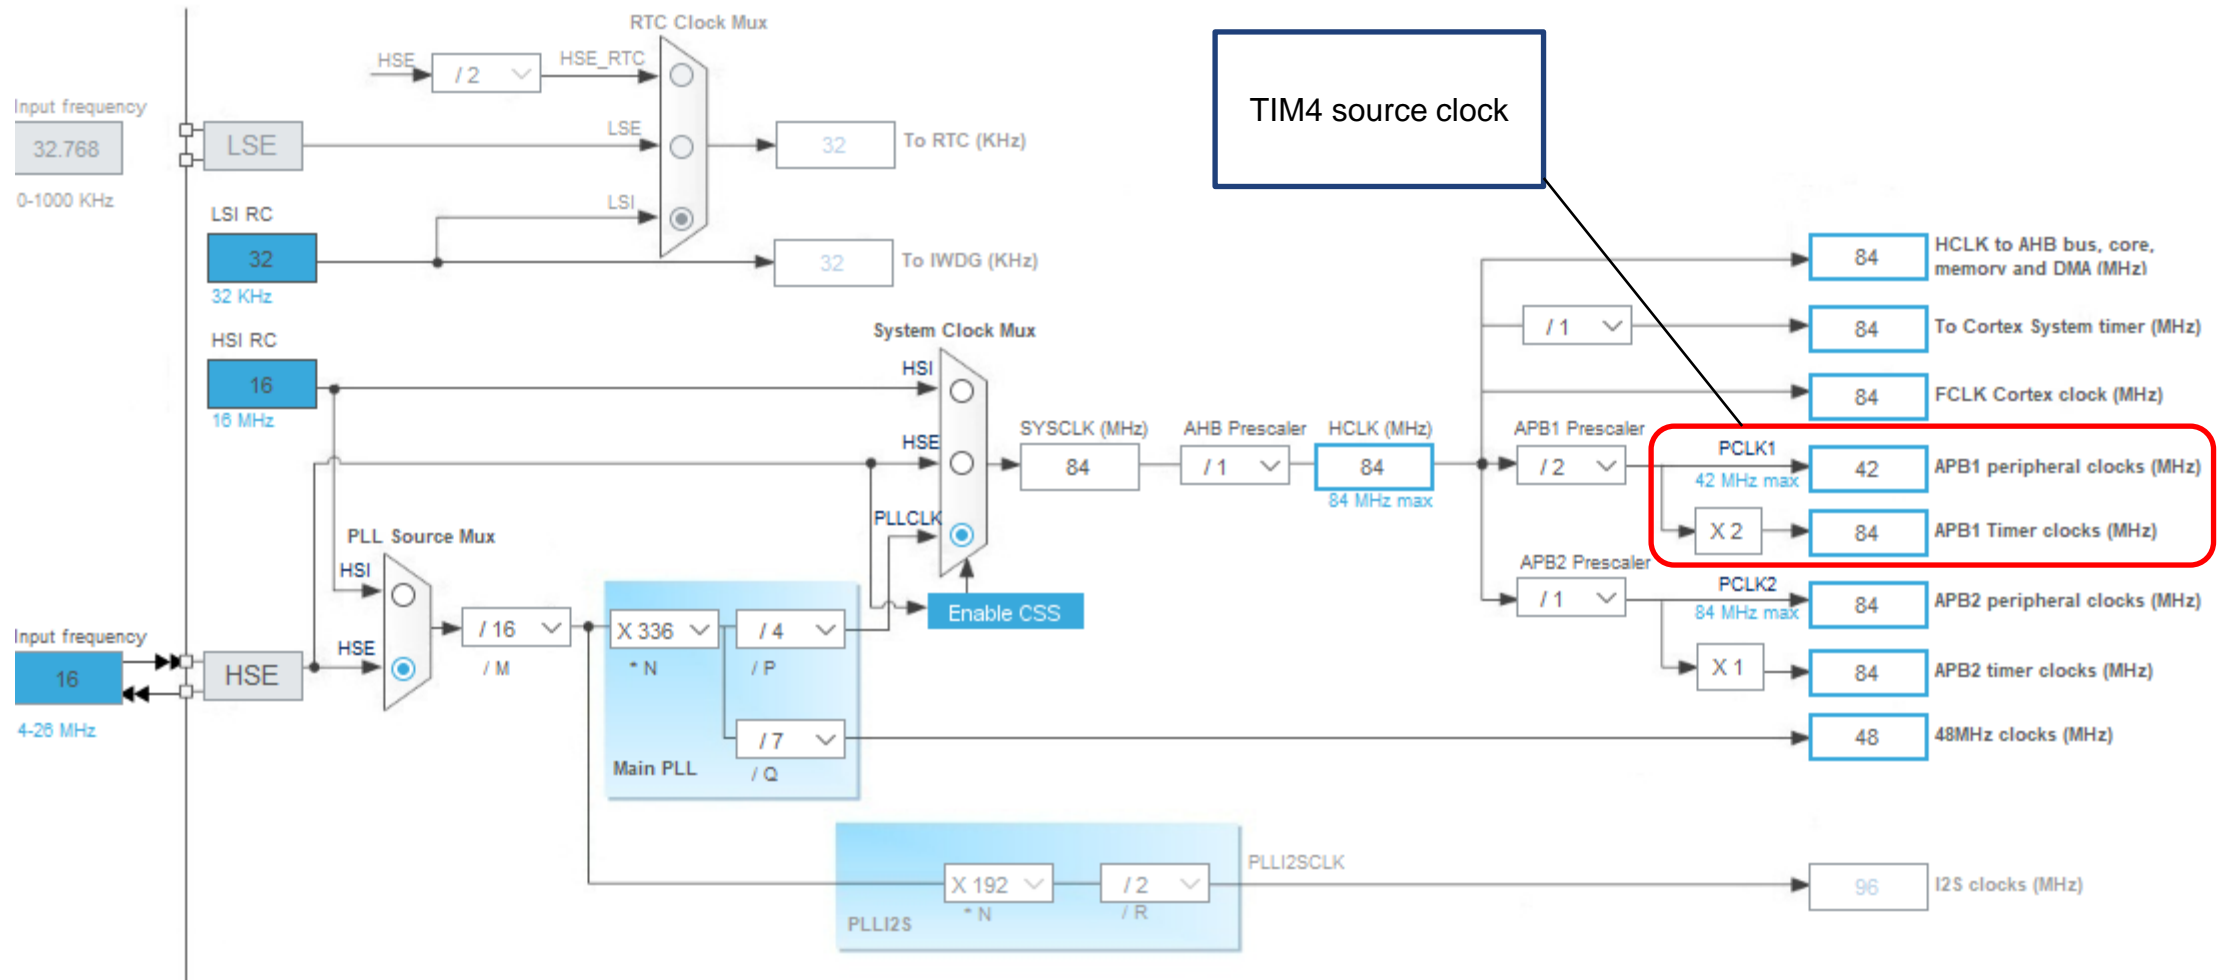 RTC Clock Mux
HSE
/ 2
HSE_RTC
TIM4 source clock
Input frequency
32.768
0-1000 KHz
LSE
LSE
32
To RTC (KHz)
LSI RC
32
32 KHz
LSI
32
To IWDG (KHz)
HSI RC
16
16 MHz
System Clock Mux
HSI
HSE
PLLCLK
SYSCLK (MHz)
84
AHB Prescaler
/ 1
HCLK (MHz)
84
84 MHz max
84
HCLK to AHB bus, core,
memory and DMA (MHz)
/ 1
84
To Cortex System timer (MHz)
84
FCLK Cortex clock (MHz)
APB1 Prescaler
/ 2
PCLK1
42 MHz max
42
APB1 peripheral clocks (MHz)
X 2
84
APB1 Timer clocks (MHz)
APB2 Prescaler
/ 1
PCLK2
84 MHz max
84
APB2 peripheral clocks (MHz)
X 1
84
APB2 timer clocks (MHz)
PLL Source Mux
HSI
HSE
Input frequency
16
4-26 MHz
HSE
/ 16
/ M
X 336
* N
/ 4
/ P
Enable CSS
/ 7
/ Q
Main PLL
48
48MHz clocks (MHz)
X 192
* N
/ 2
/ R
PLLI2S
PLLI2SCLK
96
I2S clocks (MHz)